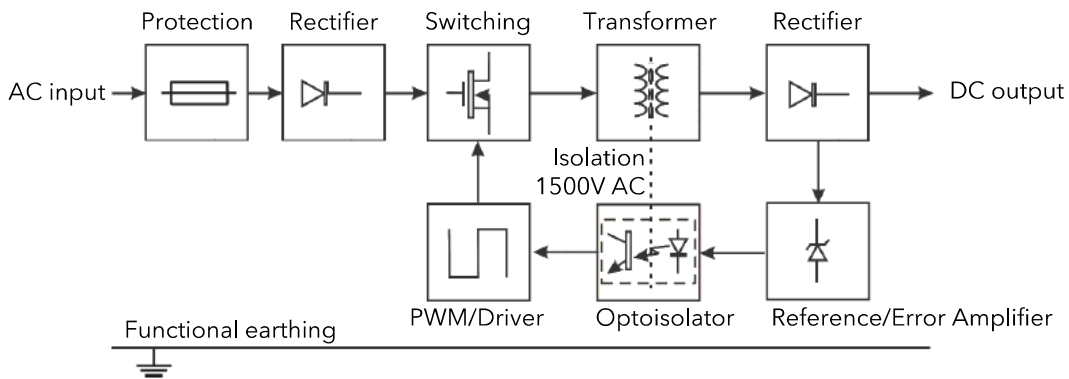 Protection
Rectifier
Switching
Transformer
Rectifier
AC input
DC output
Isolation
1500V AC
PWM/Driver
Optoisolator
Reference/Error Amplifier
Functional earthing